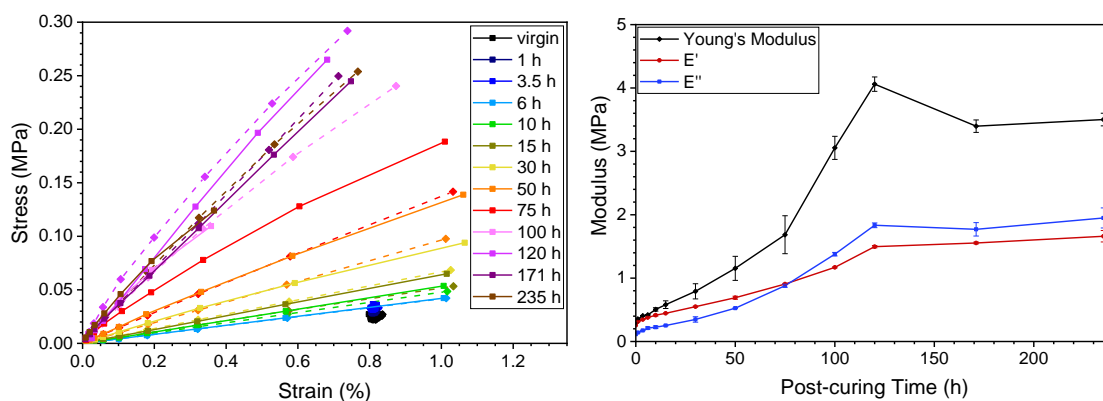 0.30
0.25
0.20
0.15
0.10
0.05
0.00
Stress (MPa)
0.0 0.2 0.4 0.6 0.8 1.0 1.2
Strain (%)
virgin
1 h
3.5 h
6 h
10 h
15 h
30 h
50 h
75 h
100 h
120 h
171 h
235 h
5
4
3
2
1
0
Modulus (MPa)
0 50 100 150 200
Post-curing Time (h)
Young's Modulus
E'
E''